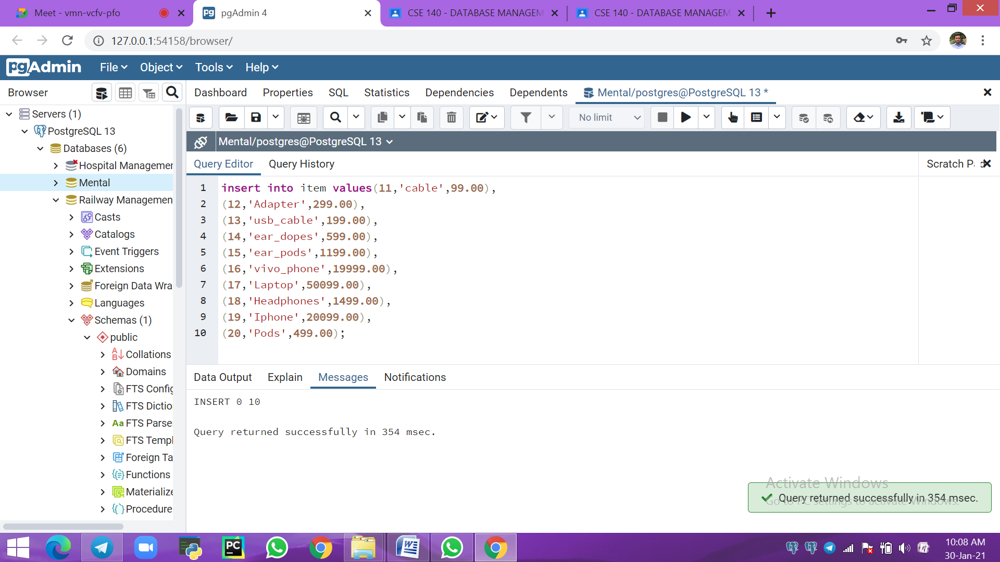 Meet - vmn-vcfv-pfo
pgAdmin 4
CSE 140 - DATABASE MANAGEM
CSE 140 - DATABASE MANAGEM
127.0.0.1:54158/browser/
pgAdmin File Object Tools Help
Browser
Dashboard Properties SQL Statistics Dependencies Dependents Mental/postgres@PostgreSQL 13 *
No limit
Mental/postgres@PostgreSQL 13
Servers (1)
PostgreSQL 13
Databases (6)
Hospital Managemer
Mental
Railway Managemen
Casts
Catalogs
Event Triggers
Extensions
Foreign Data Wra
Languages
Schemas (1)
public
Collations
Domains
FTS Config
FTS Dictio
Aa FTS Parse
FTS Templ
Foreign Ta
Functions
Materialize
Procedure
Query Editor Query History
Scratch Pad
1 insert into item values(11,'cable',99.00),
2 (12,'Adapter',299.00),
3 (13,'usb_cable',199.00),
4 (14,'ear_dopes',599.00),
5 (15,'ear_pods',1199.00),
6 (16,'vivo_phone',19999.00),
7 (17,'Laptop',50099.00),
8 (18,'Headphones',1499.00),
9 (19,'Iphone',20099.00),
10 (20,'Pods',499.00);
Data Output Explain Messages Notifications
INSERT 0 10
Query returned successfully in 354 msec.
Activate Windows
Query returned successfully in 354 msec.
Go to PC settings to activate Windows.
10:08 AM
30-Jan-21